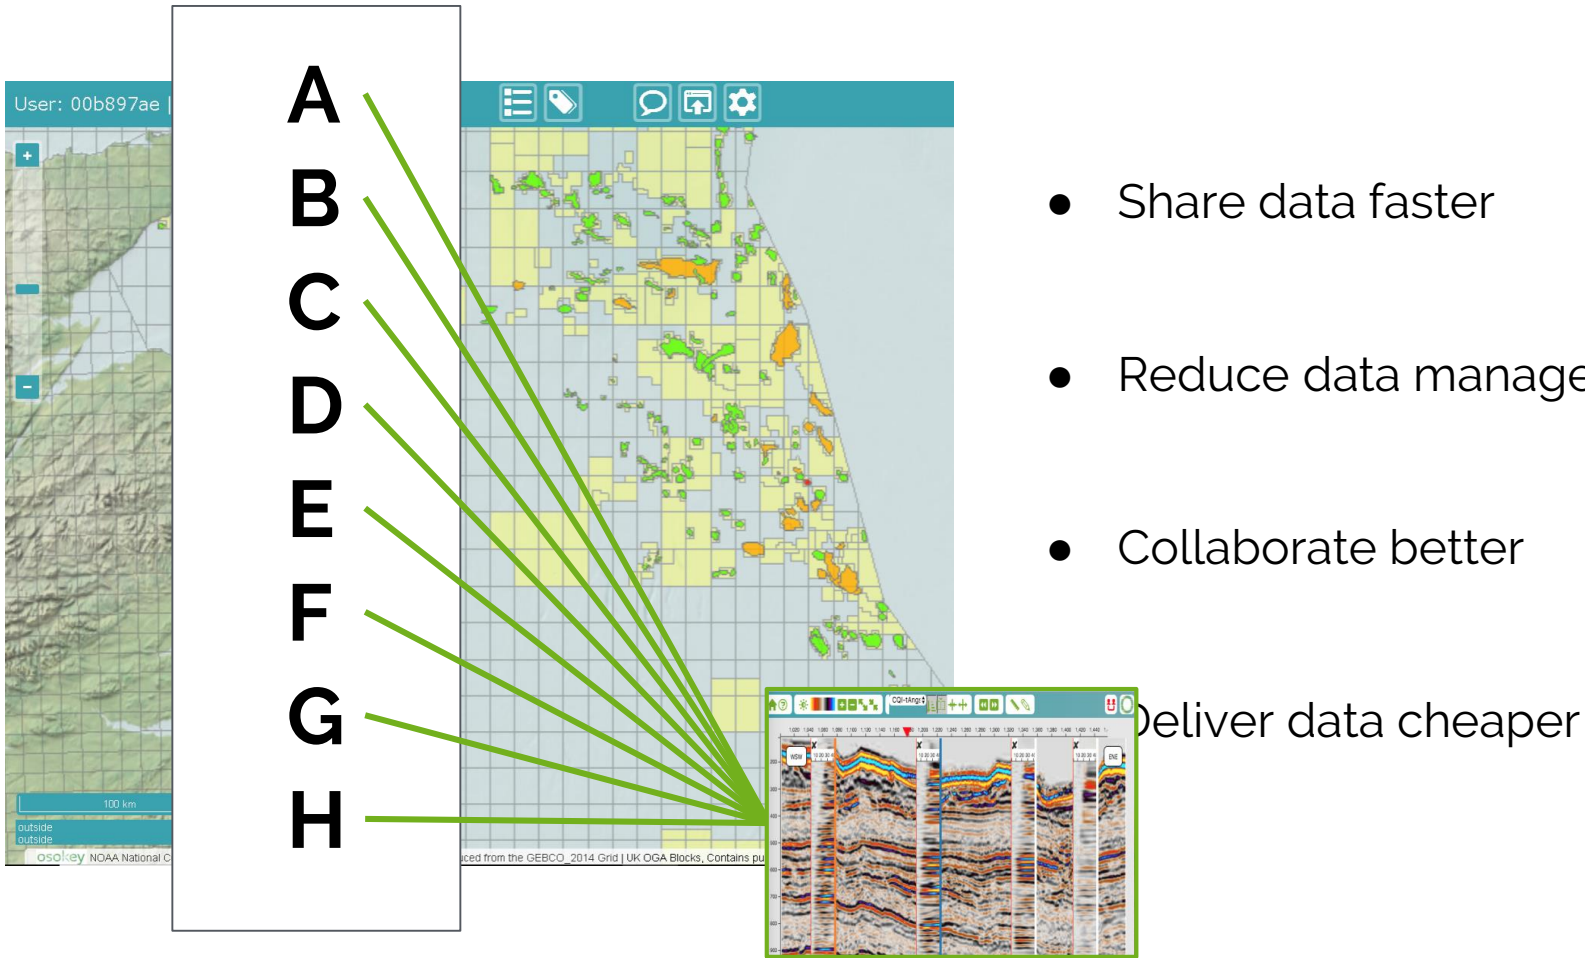 User: 00b897ae |
A
B
C
D
E
F
G
H
100 km
outside
outside
osokey NOAA National C
uced from the GEBCO_2014 Grid | UK OGA Blocks, Contains pu
WSW
ENE
● Share data faster
● Reduce data manage
● Collaborate better
Deliver data cheaper